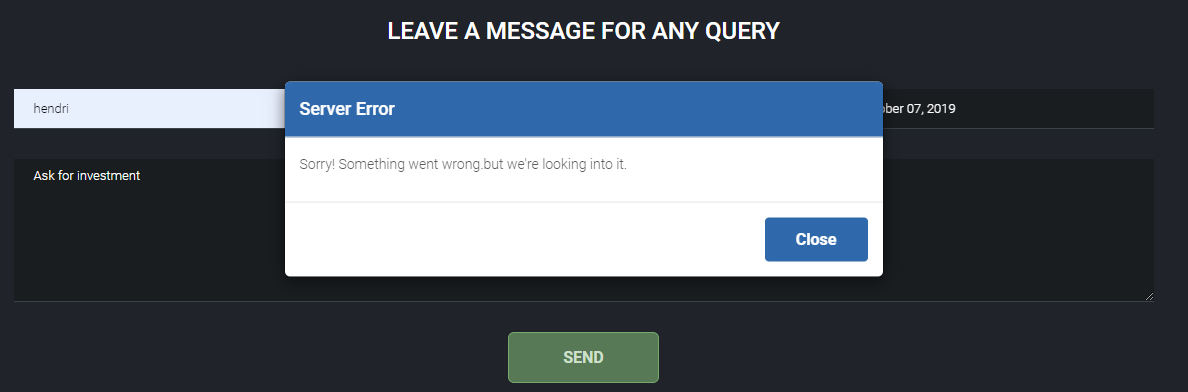 LEAVE A MESSAGE FOR ANY QUERY
Server Error
hendri
07, 2019
Sorry! Something went wrong.but we're looking into it.
Ask for investment
Close
SEND